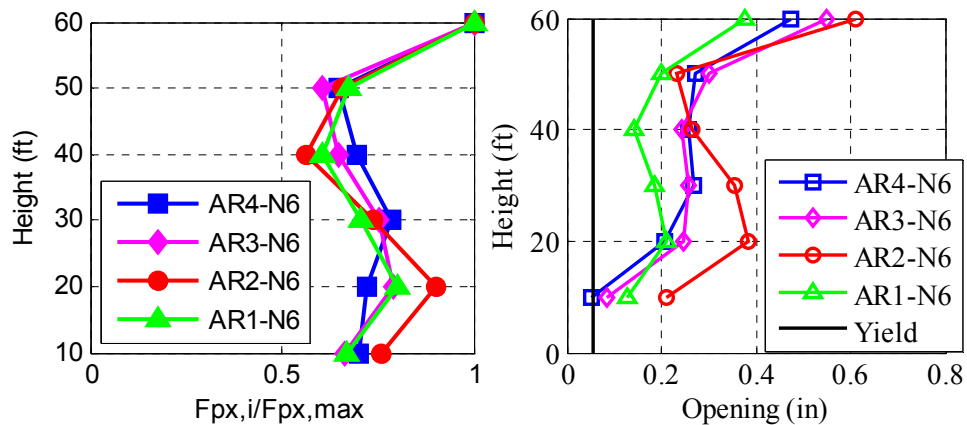 60
50
40
30
20
10
Height (ft)
AR4-N6
AR3-N6
AR2-N6
AR1-N6
0
0.5
1
Fpx,i/Fpx,max
60
40
20
0
Height (ft)
AR4-N6
AR3-N6
AR2-N6
AR1-N6
Yield
0
0.2
0.4
0.6
0.8
Opening (in)